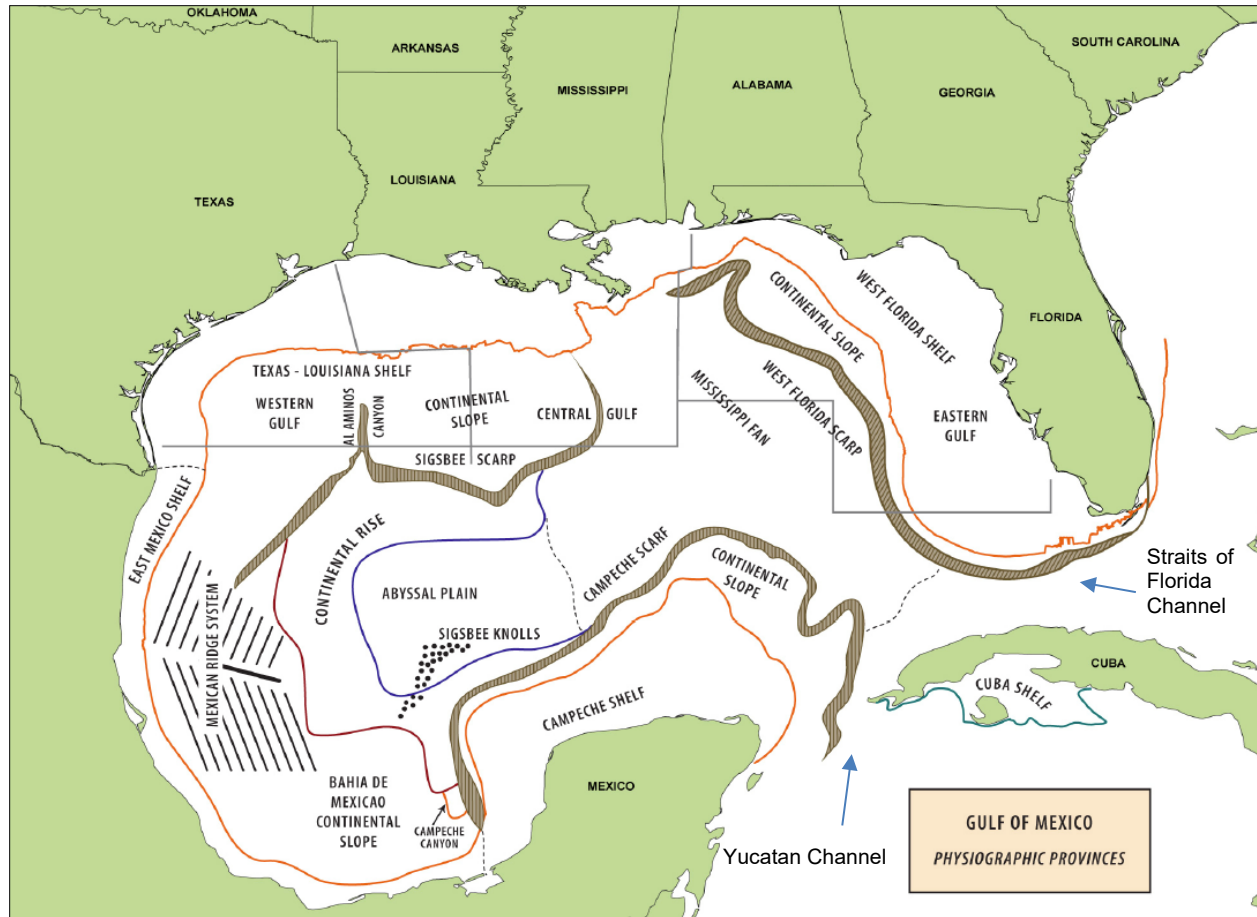 OKLAHOMA
ARKANSAS
SOUTH CAROLINA
MISSISSIPPI
ALABAMA
GEORGIA
TEXAS
LOUISIANA
FLORIDA
WEST FLORIDA SHELF
CONTINENTAL SLOPE
WEST FLORIDA SCARP
MISSISSIPPI FAN
EASTERN
GULF
TEXAS - LOUISIANA SHELF
WESTERN
GULF
AL AMINOS
CANYON
CONTINENTAL
SLOPE
CENTRAL GULF
SIGSBEE SCARP
EAST MEXICO SHELF
CONTINENTAL RISE
ABYSSAL PLAIN
SIGSBEE KNOLLS
CAMPECHE SCARF
CONTINENTAL
SLOPE
Straits of
Florida
Channel
MEXICAN RIDGE SYSTEM
CAMPECHE SHELF
CUBA
CUBA SHELF
BAHIA DE
MEXICAO
CONTINENTAL
SLOPE
CAMPECHE
CANYON
MEXICO
Yucatan Channel
GULF OF MEXICO
PHYSIOGRAPHIC PROVINCES